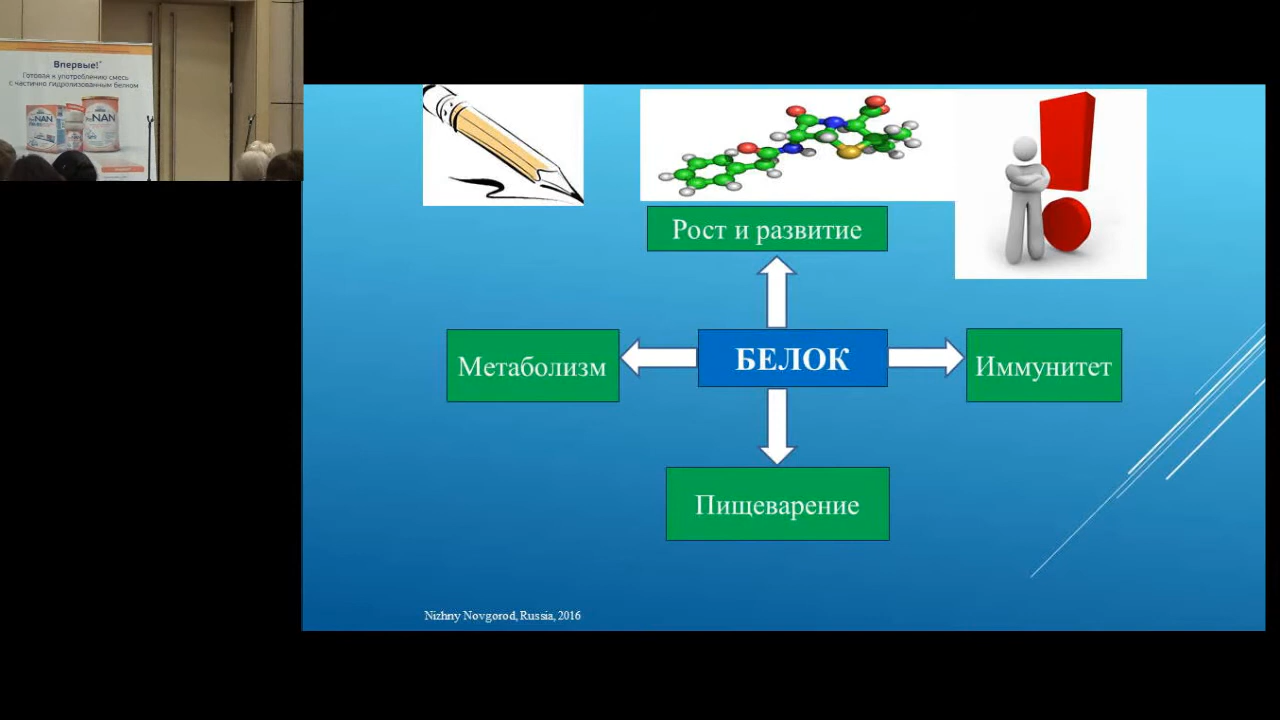 Впервые!*
Готовая к употреблению смесь
с частично гидролизованным белком
NAN
NAN
Рост и развитие
Метаболизм
БЕЛОК
Иммунитет
Пищеварение
Nizhny Novgorod, Russia, 2016